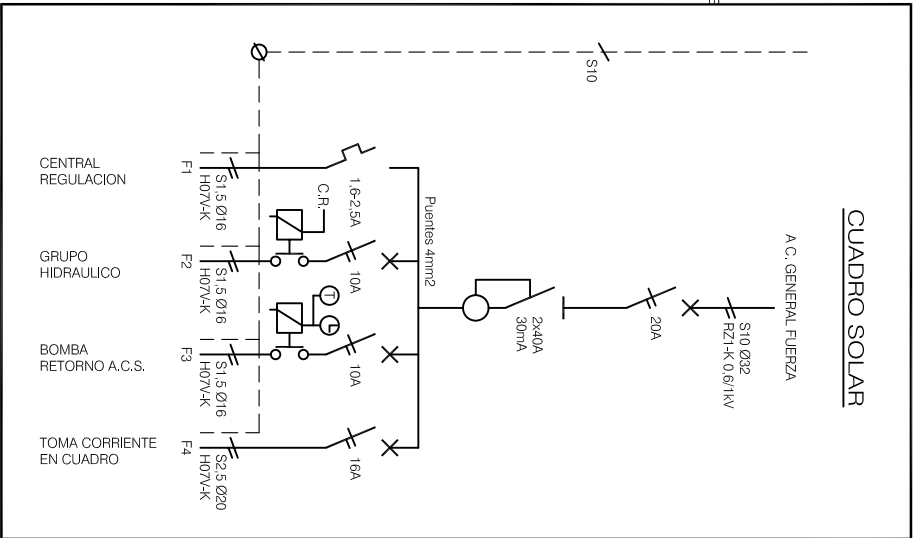 CUADRO SOLAR
A C. GENERAL FUERZA
S10 Ø32
RZ1-K 0,6/1kV
S10
20A
2x40A
30mA
Puentes 4mm2
1,6-2,5A
10A
10A
16A
C.R.
T
L
F1
S1,5 Ø16
H07V-K
F2
S1,5 Ø16
H07V-K
F3
S1,5 Ø16
H07V-K
F4
S2,5 Ø20
H07V-K
CENTRAL
REGULACION
GRUPO
HIDRAULICO
BOMBA
RETORNO A.C.S.
TOMA CORRIENTE
EN CUADRO